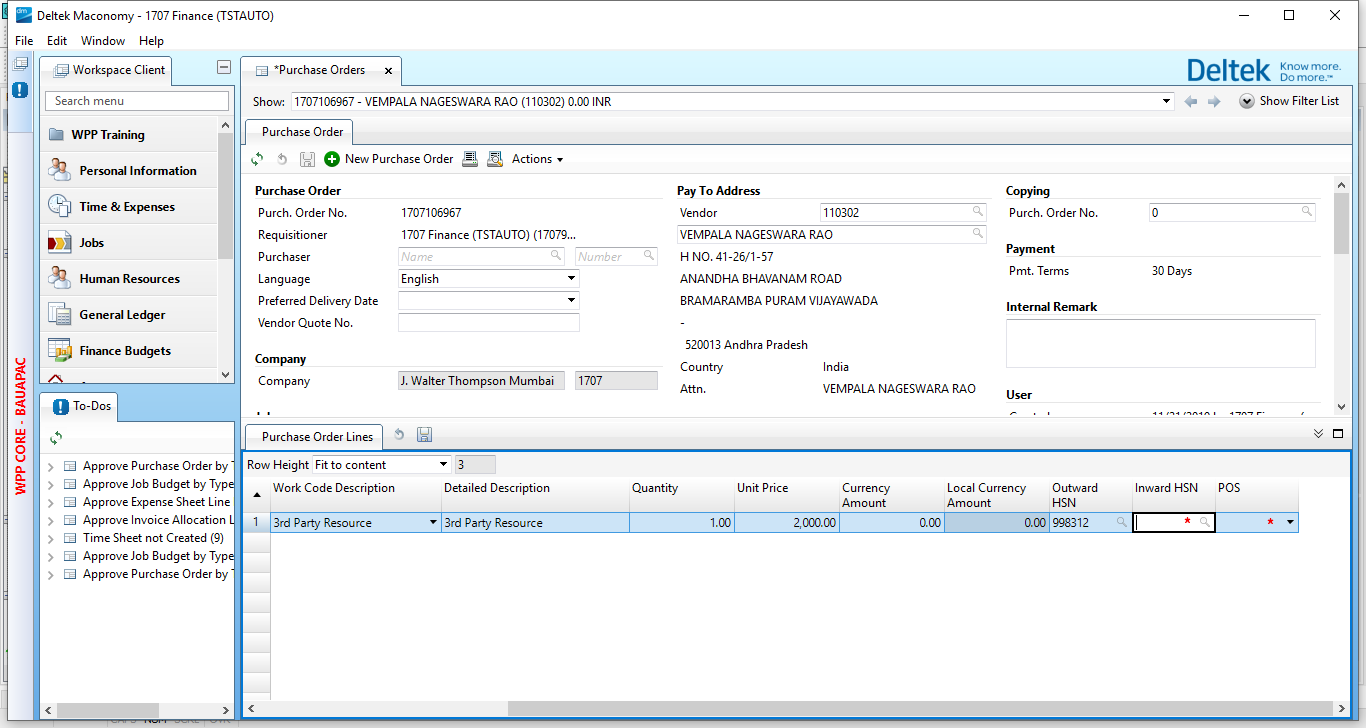 Deltek Maconomy - 1707 Finance (TSTAUTO)
File Edit Window Help
Workspace Client
Search menu
WPP Training
Personal Information
Time & Expenses
Jobs
Human Resources
General Ledger
Finance Budgets
WPP CORE - BAUAPAC
To-Dos
Approve Purchase Order by T
Approve Job Budget by Type
Approve Expense Sheet Line
Approve Invoice Allocation L
Time Sheet not Created (9)
Approve Job Budget by Type
Approve Purchase Order by T
*Purchase Orders
Deltek Know more. Do more.™
Show: 1707106967 - VEMPALA NAGESWARA RAO (110302) 0.00 INR
Show Filter List
Purchase Order
New Purchase Order Actions
Purchase Order
Purch. Order No. 1707106967
Requisitioner 1707 Finance (TSTAUTO) (17079...
Purchaser Name Number
Language English
Preferred Delivery Date
Vendor Quote No.
Company
Company J. Walter Thompson Mumbai 1707
Pay To Address
Vendor 110302
VEMPALA NAGESWARA RAO
H NO. 41-26/1-57
ANANDHA BHAVANAM ROAD
BRAMARAMBA PURAM VIJAYAWADA
-
520013 Andhra Pradesh
Country India
Attn. VEMPALA NAGESWARA RAO
Copying
Purch. Order No. 0
Payment
Pmt. Terms 30 Days
Internal Remark
User
Purchase Order Lines
Row Height Fit to content 3
Work Code Description Detailed Description Quantity Unit Price Currency Amount Local Currency Amount Outward HSN Inward HSN POS
1 3rd Party Resource 3rd Party Resource 1.00 2,000.00 0.00 0.00 998312 * *